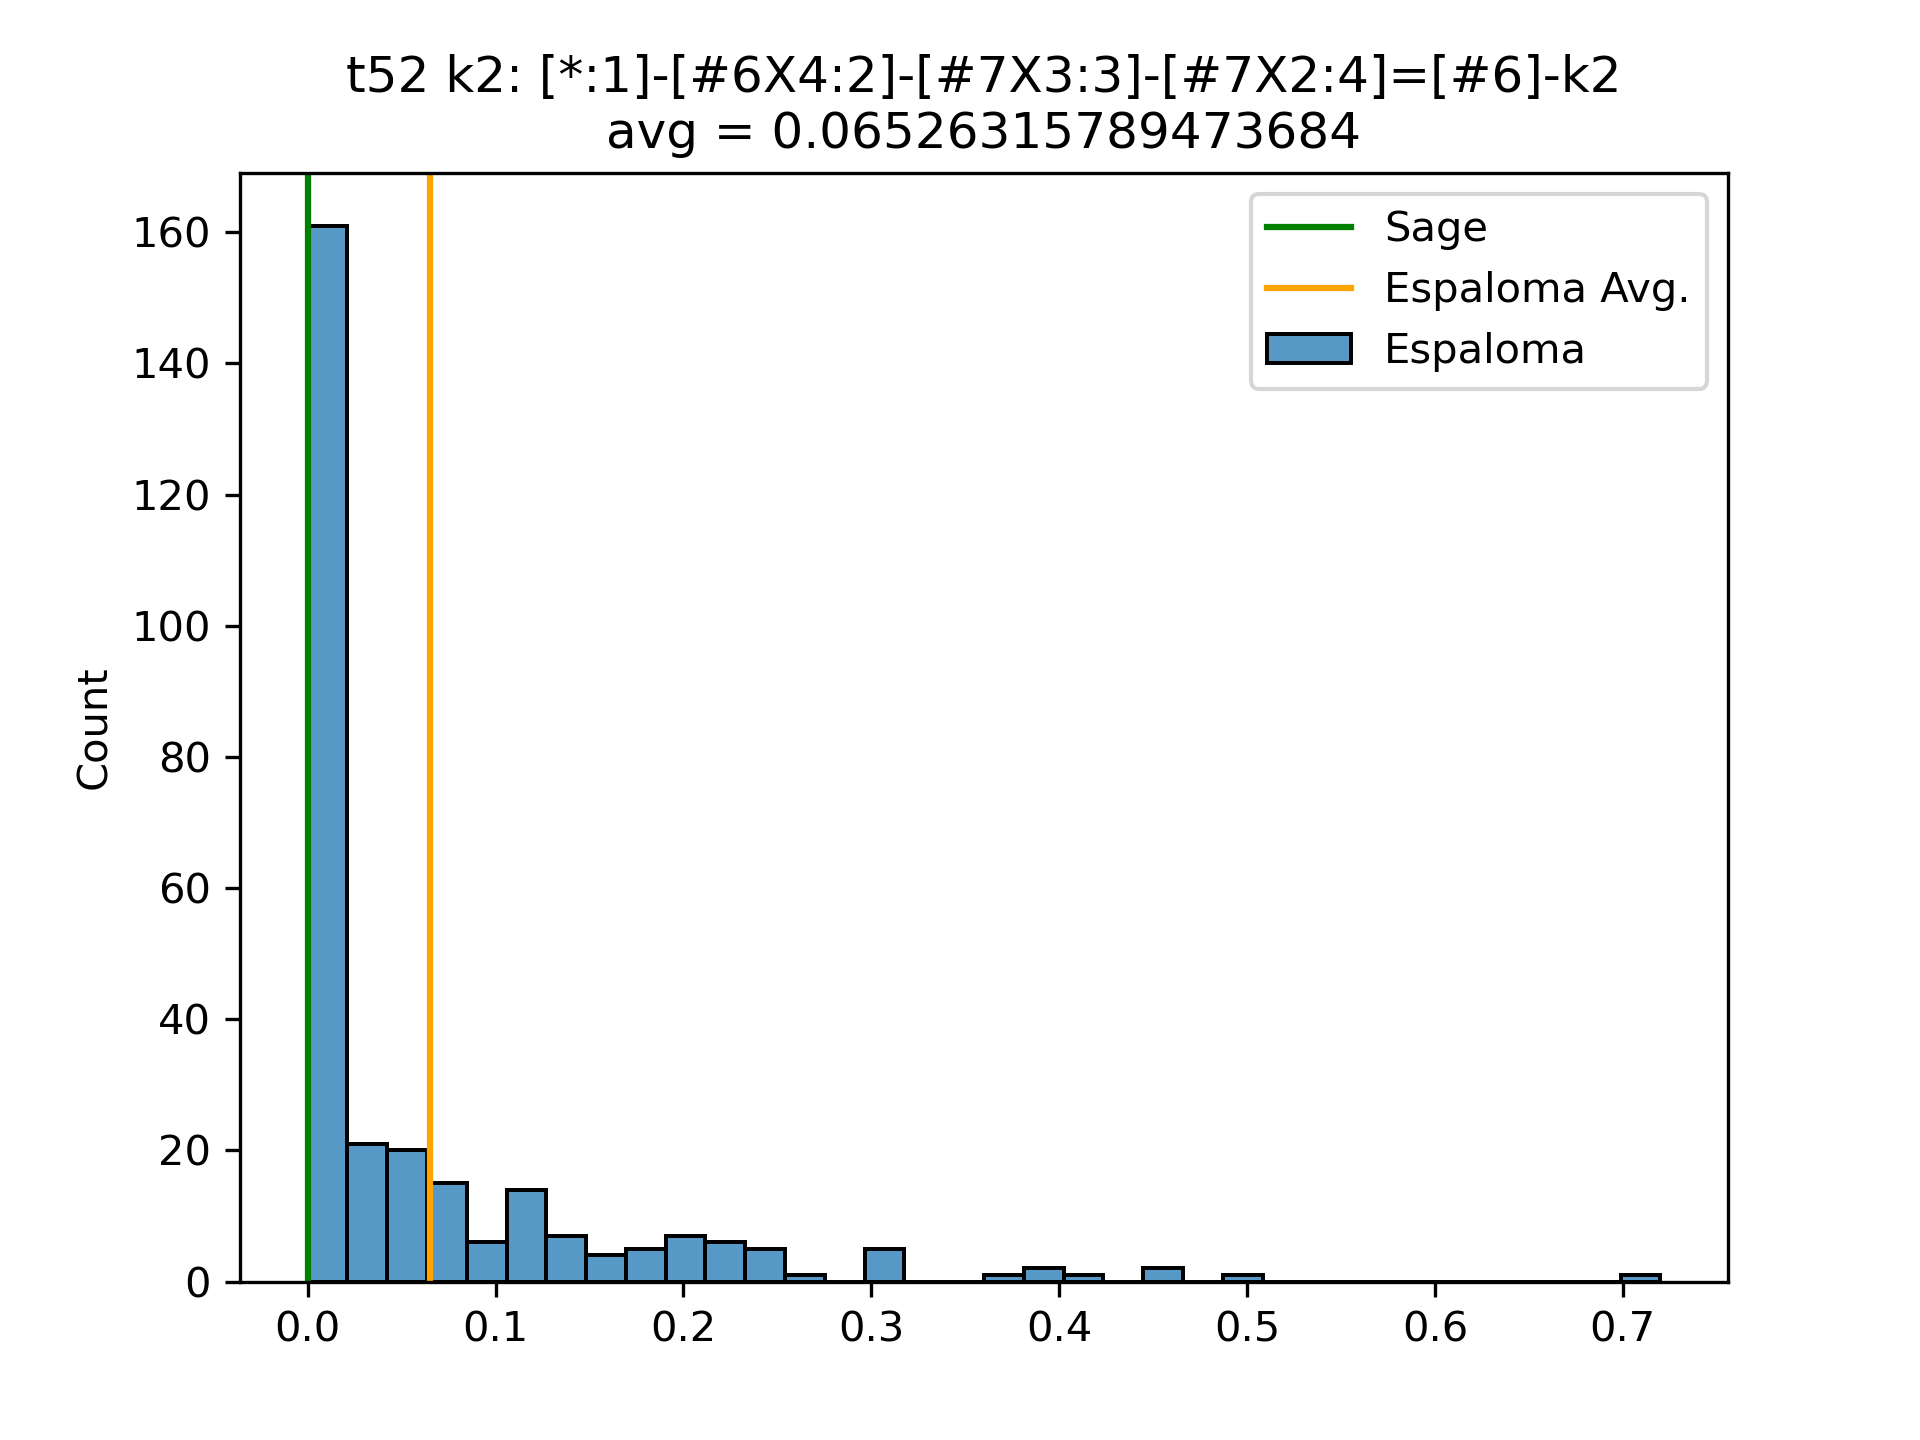 t52 k2: [*:1]-[#6X4:2]-[#7X3:3]-[#7X2:4]=[#6]-k2
avg = 0.06526315789473684
Sage
Espaloma Avg.
Espaloma
Count
160
140
120
100
80
60
40
20
0
0.0 0.1 0.2 0.3 0.4 0.5 0.6 0.7